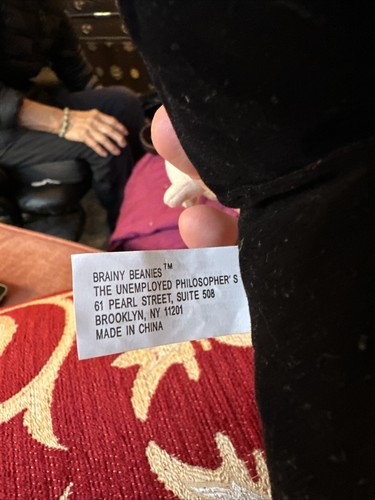 BRAINY BEANIES™
THE UNEMPLOYED PHILOSOPHER'S
61 PEARL STREET, SUITE 508
BROOKLYN, NY 11201
MADE IN CHINA